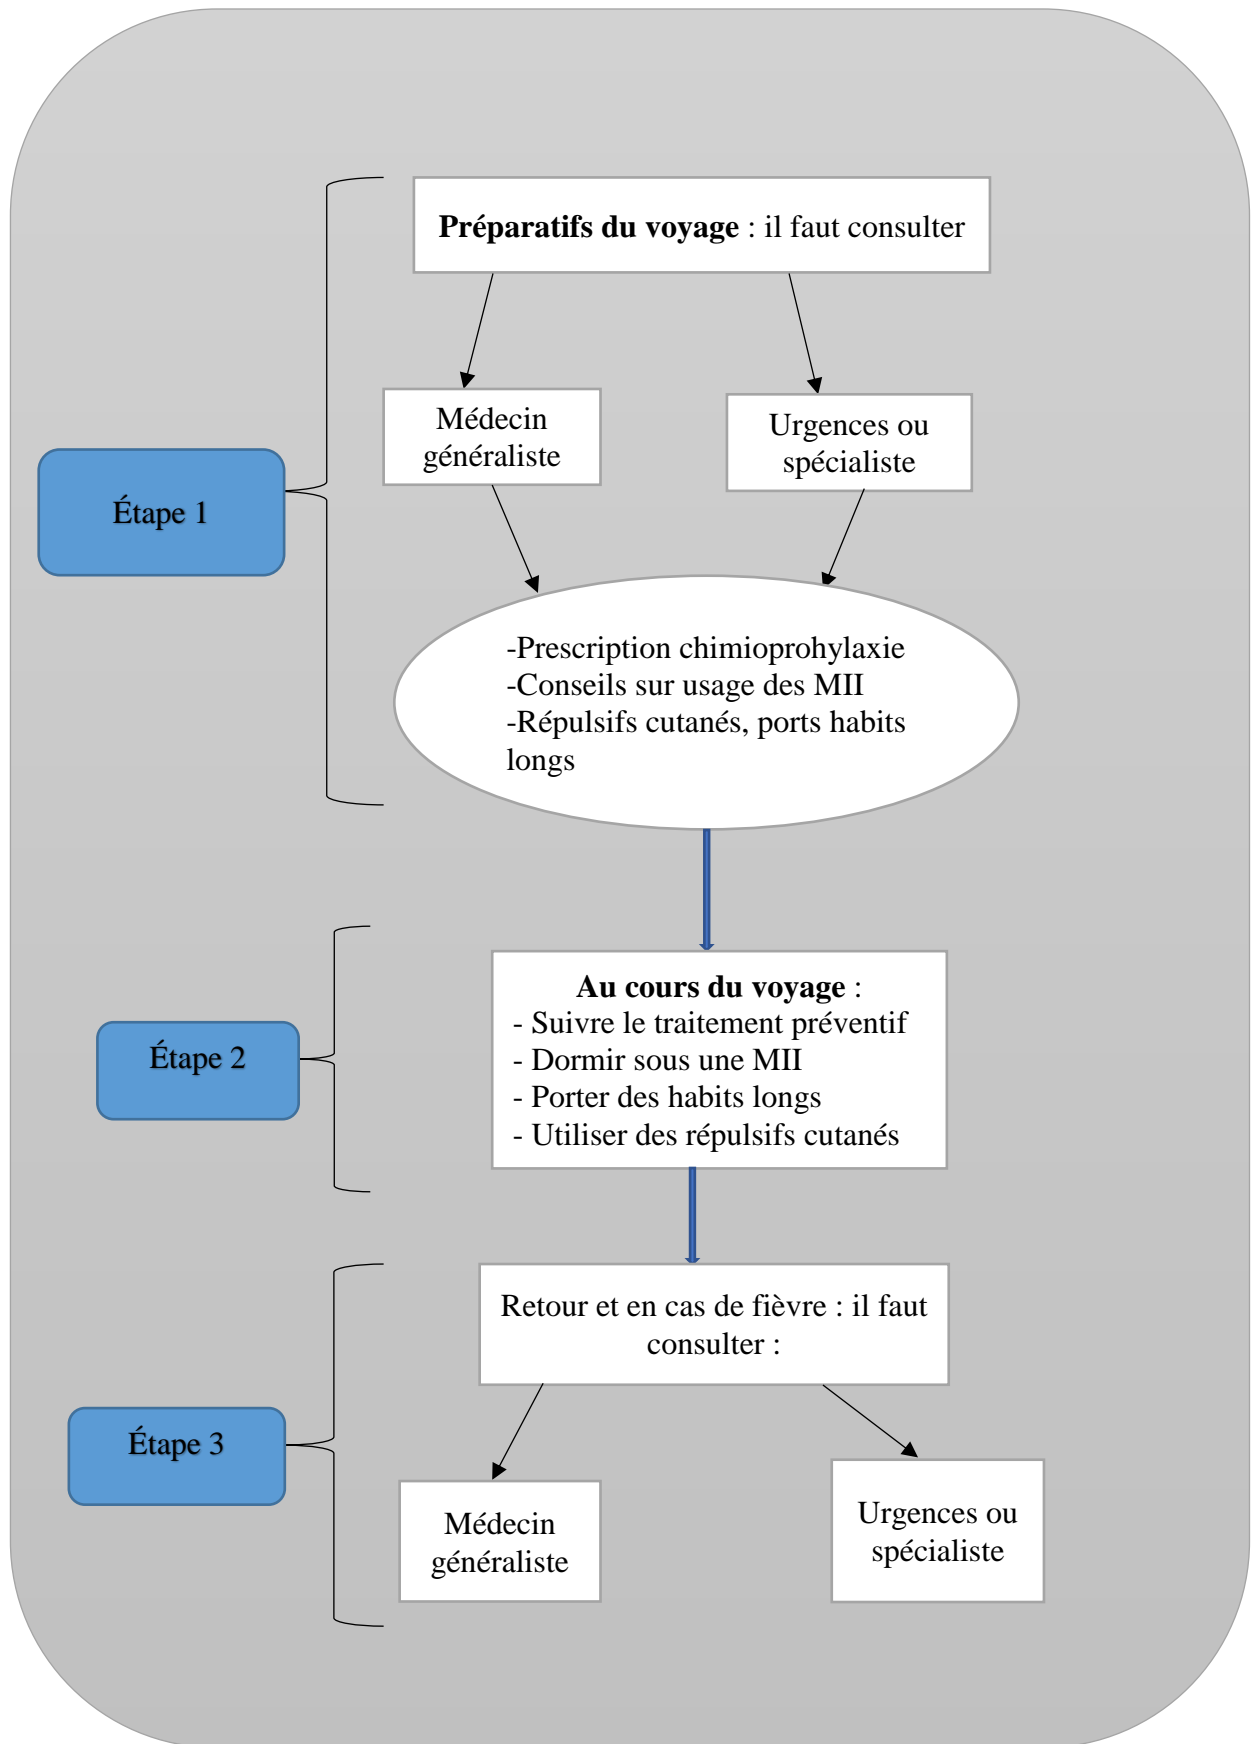 Préparatifs du voyage : il faut consulter
Médecin
généraliste
Urgences ou
spécialiste
Étape 1
-Prescription chimioprohylaxie
-Conseils sur usage des MII
-Répulsifs cutanés, ports habits
longs
Au cours du voyage :
- Suivre le traitement préventif
- Dormir sous une MII
- Porter des habits longs
- Utiliser des répulsifs cutanés
Étape 2
Retour et en cas de fièvre : il faut
consulter :
Étape 3
Médecin
généraliste
Urgences ou
spécialiste